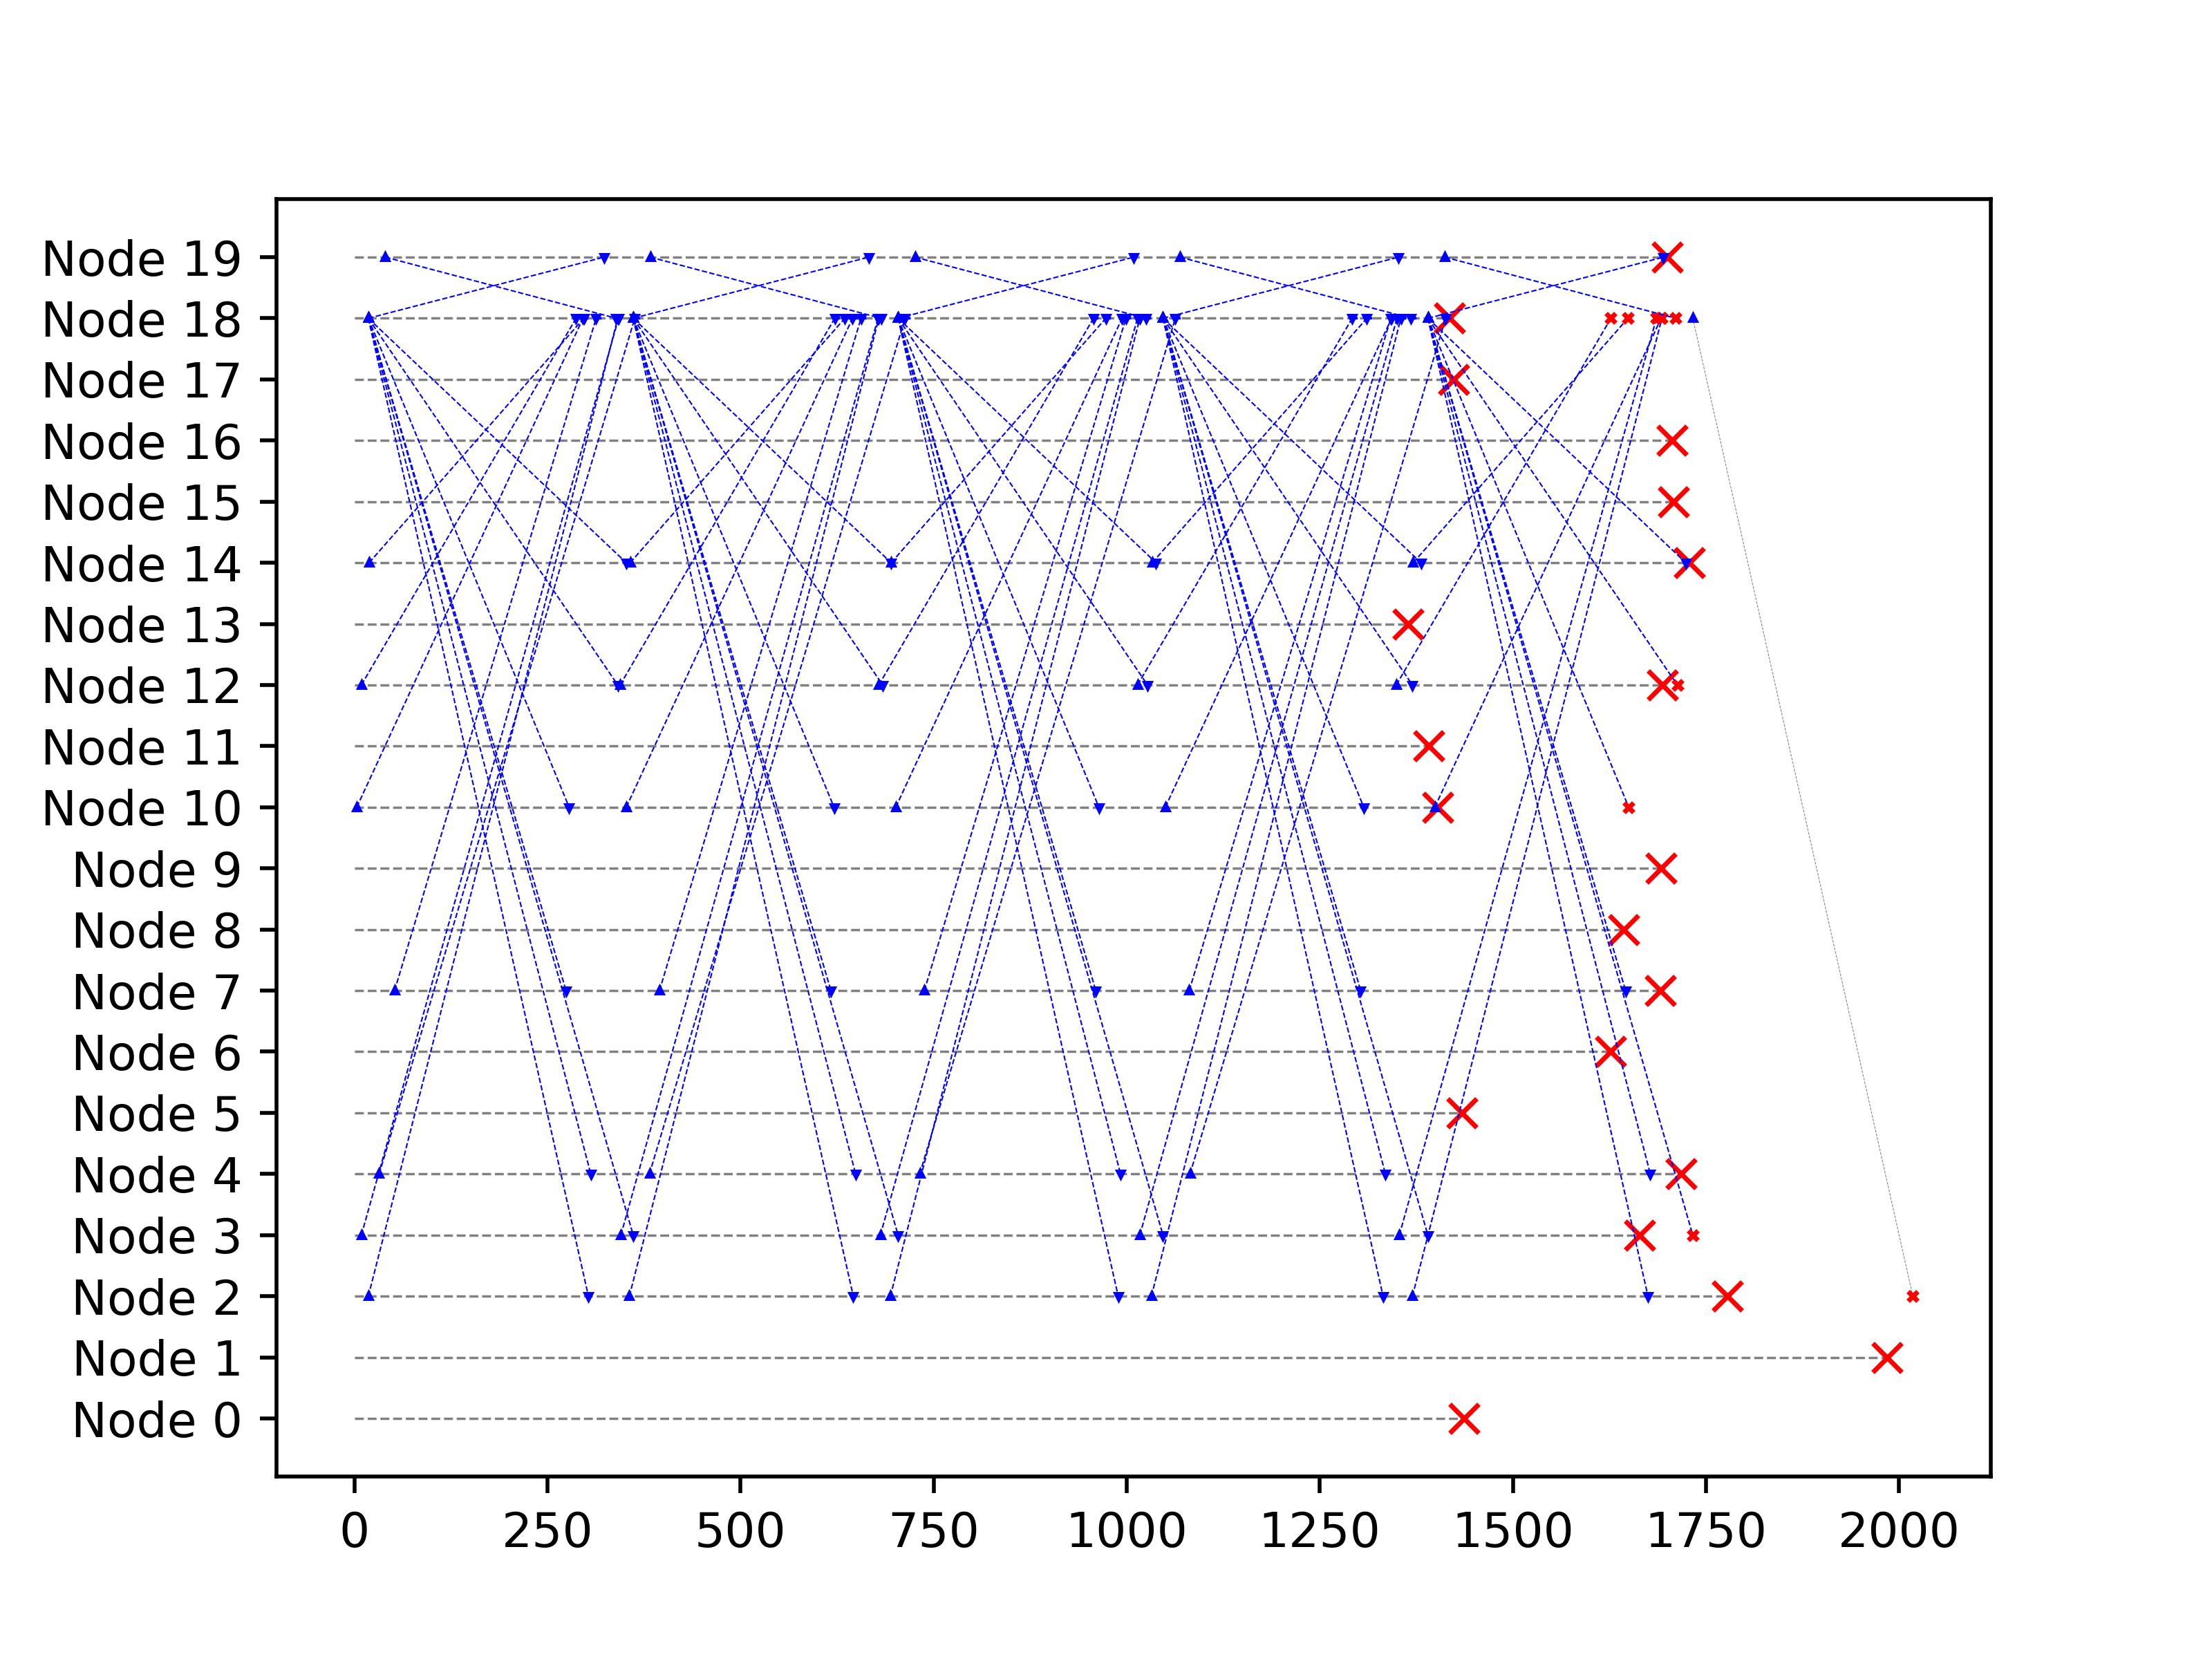 Node 19
Node 18
Node 17
Node 16
Node 15
Node 14
Node 13
Node 12
Node 11
Node 10
Node 9
Node 8
Node 7
Node 6
Node 5
Node 4
Node 3
Node 2
Node 1
Node 0
0 250 500 750 1000 1250 1500 1750 2000